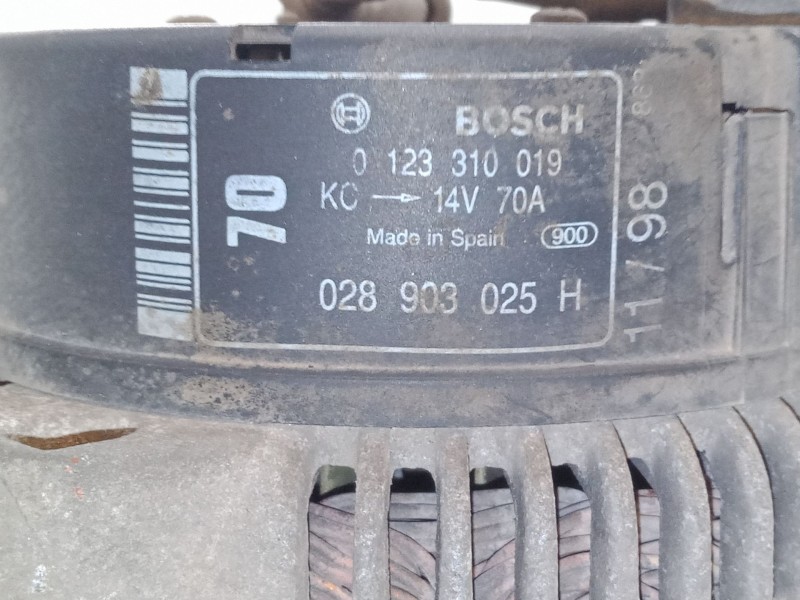 BOSCH
0 123 310 019
KC → 14V 70A
Made in Spain 900
028 903 025 H
70
11/98